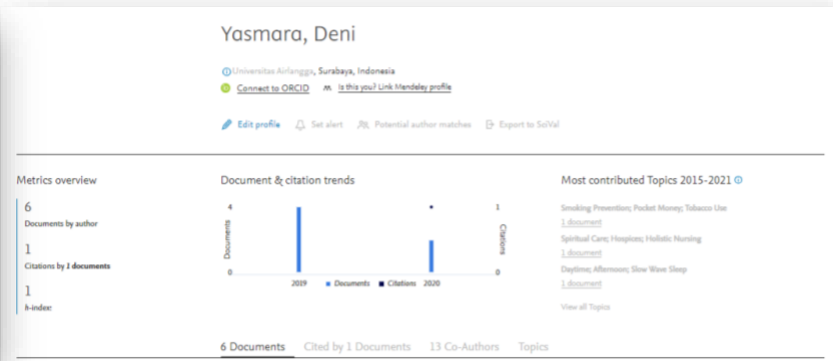 Yasmara, Deni
Universitas Airlangga, Surabaya, Indonesia
Connect to ORCID Is this you? Link Mendeley profile
Edit profile Set alert Potential author matches Export to SciVal
Metrics overview
6
Documents by author
1
Citations by 1 documents
1
h-index
Document & citation trends
4 1
Documents Citations
0 0
2019 Documents Citations 2020
Most contributed Topics 2015-2021
Smoking Prevention; Pocket Money; Tobacco Use
1 document
Spiritual Care; Hospices; Holistic Nursing
1 document
Daytime; Afternoon; Slow Wave Sleep
1 document
View all Topics
6 Documents Cited by 1 Documents 13 Co-Authors Topics